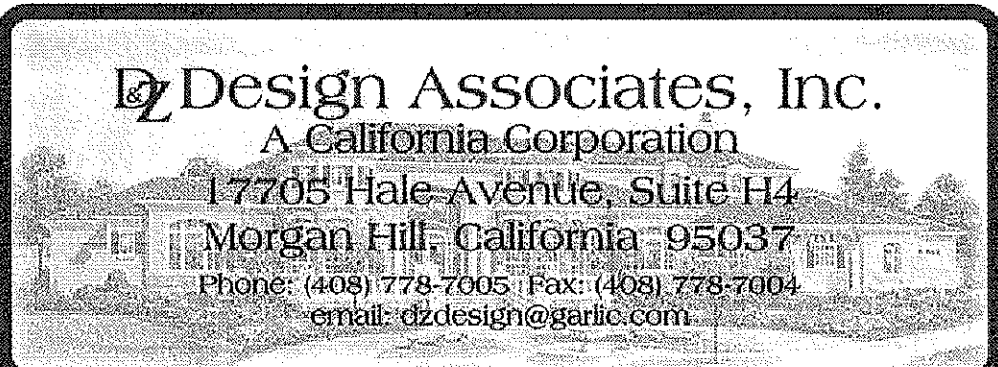 D&Z Design Associates, Inc.
A California Corporation
17705 Hale Avenue, Suite H4
Morgan Hill, California 95037
Phone: (408) 778-7005 Fax: (408) 778-7004
email: dzdesign@garlic.com